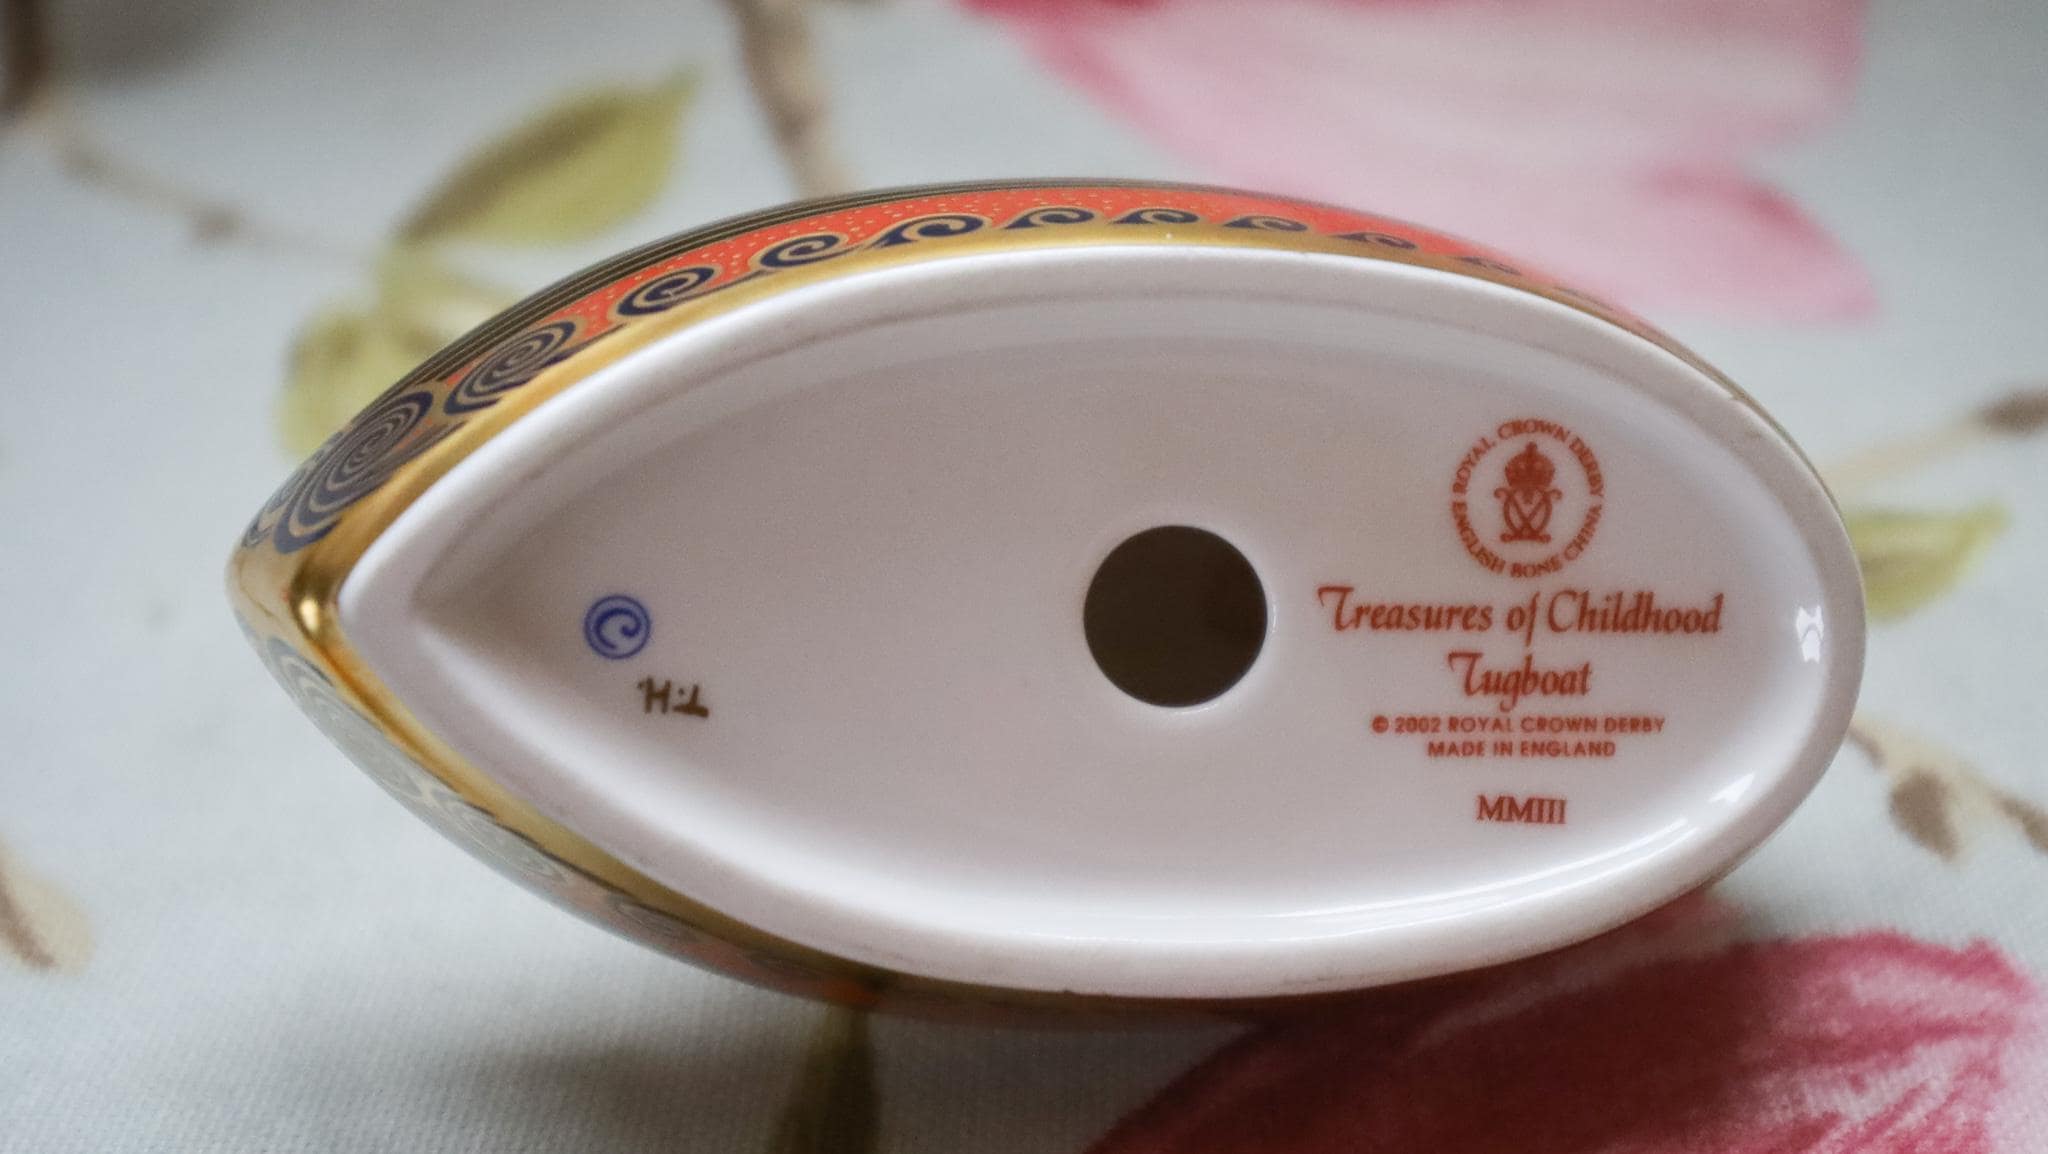 ROYAL CROWN DERBY
ENGLISH BONE CHINA
Treasures of Childhood
Tugboat
© 2002 ROYAL CROWN DERBY
MADE IN ENGLAND
MMIII